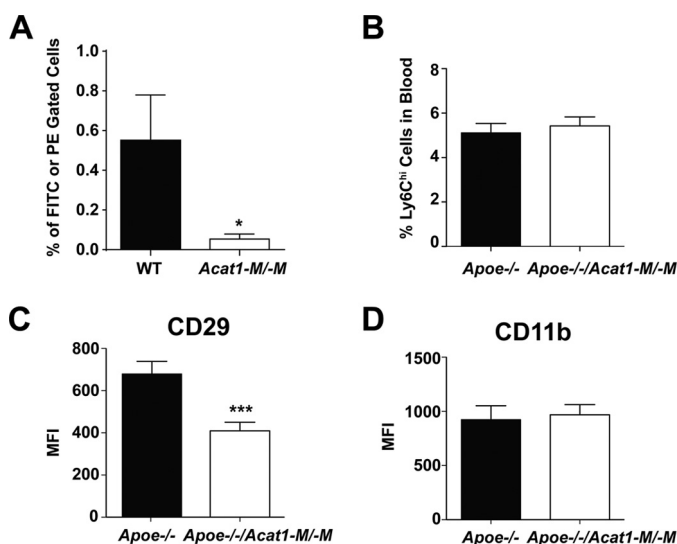 A
% of FITC or PE Gated Cells
1.0
0.8
0.6
0.4
0.2
0.0
*
WT
Acat1-M/-M
B
% Ly6Chi Cells in Blood
8
6
4
2
0
Apoe-/-
Apoe-/-/Acat1-M/-M
C
CD29
MFI
800
600
400
200
0
***
Apoe-/-
Apoe-/-/Acat1-M/-M
D
CD11b
MFI
1500
1000
500
0
Apoe-/-
Apoe-/-/Acat1-M/-M